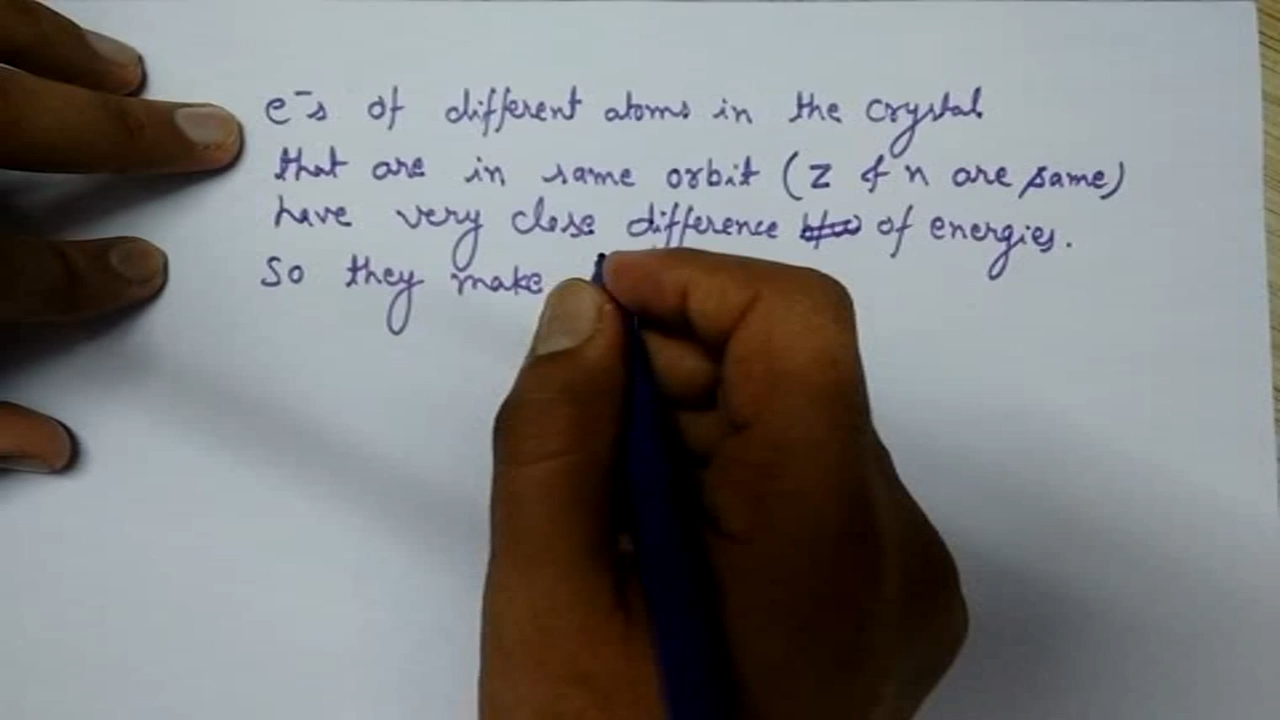 e⁻s of different atoms in the crystal
that are in same orbit (Z & n are same)
have very close difference of energies.
So they make